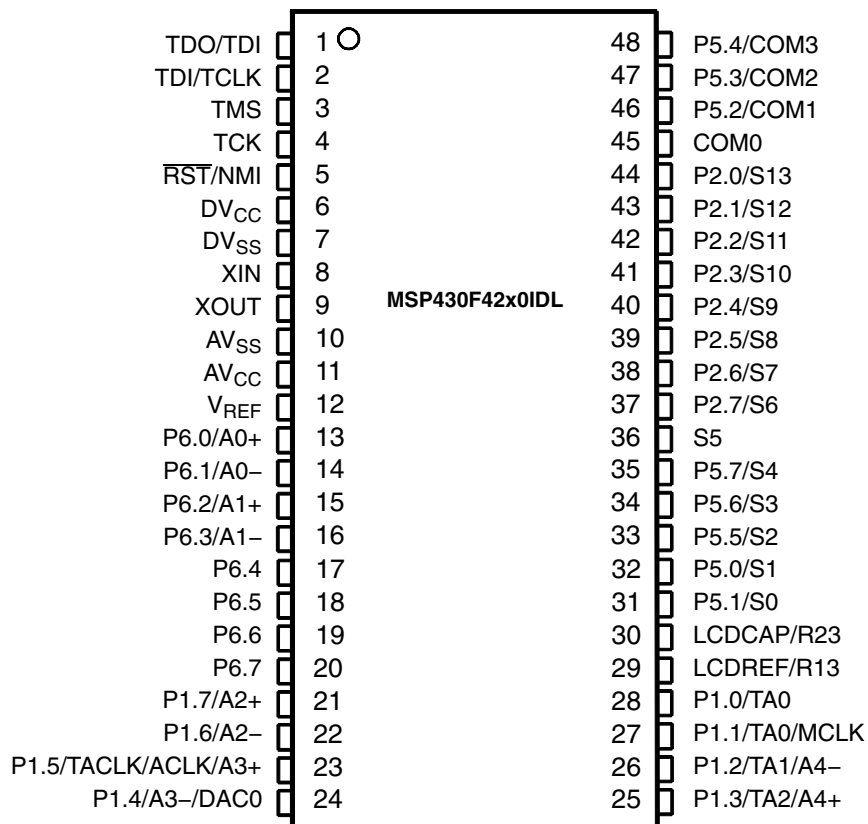 TDO/TDI 1 48 P5.4/COM3
TDI/TCLK 2 47 P5.3/COM2
TMS 3 46 P5.2/COM1
TCK 4 45 COM0
R̅S̅T̅/NMI 5 44 P2.0/S13
DVCC 6 43 P2.1/S12
DVSS 7 42 P2.2/S11
XIN 8 41 P2.3/S10
MSP430F42x0IDL
XOUT 9 40 P2.4/S9
AVSS 10 39 P2.5/S8
AVCC 11 38 P2.6/S7
VREF 12 37 P2.7/S6
P6.0/A0+ 13 36 S5
P6.1/A0− 14 35 P5.7/S4
P6.2/A1+ 15 34 P5.6/S3
P6.3/A1− 16 33 P5.5/S2
P6.4 17 32 P5.0/S1
P6.5 18 31 P5.1/S0
P6.6 19 30 LCDCAP/R23
P6.7 20 29 LCDREF/R13
P1.7/A2+ 21 28 P1.0/TA0
P1.6/A2− 22 27 P1.1/TA0/MCLK
P1.5/TACLK/ACLK/A3+ 23 26 P1.2/TA1/A4−
P1.4/A3−/DAC0 24 25 P1.3/TA2/A4+